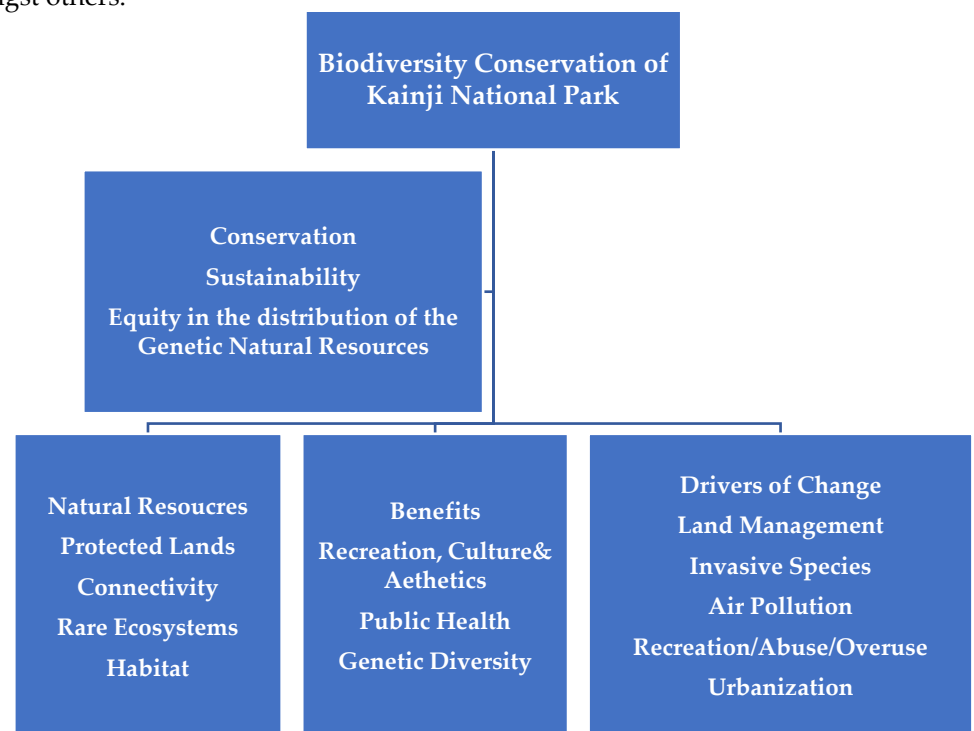 gst others.
Biodiversity Conservation of
Kainji National Park
Conservation
Sustainability
Equity in the distribution of the
Genetic Natural Resources
Natural Resoucres
Protected Lands
Connectivity
Rare Ecosystems
Habitat
Benefits
Recreation, Culture&
Aethetics
Public Health
Genetic Diversity
Drivers of Change
Land Management
Invasive Species
Air Pollution
Recreation/Abuse/Overuse
Urbanization